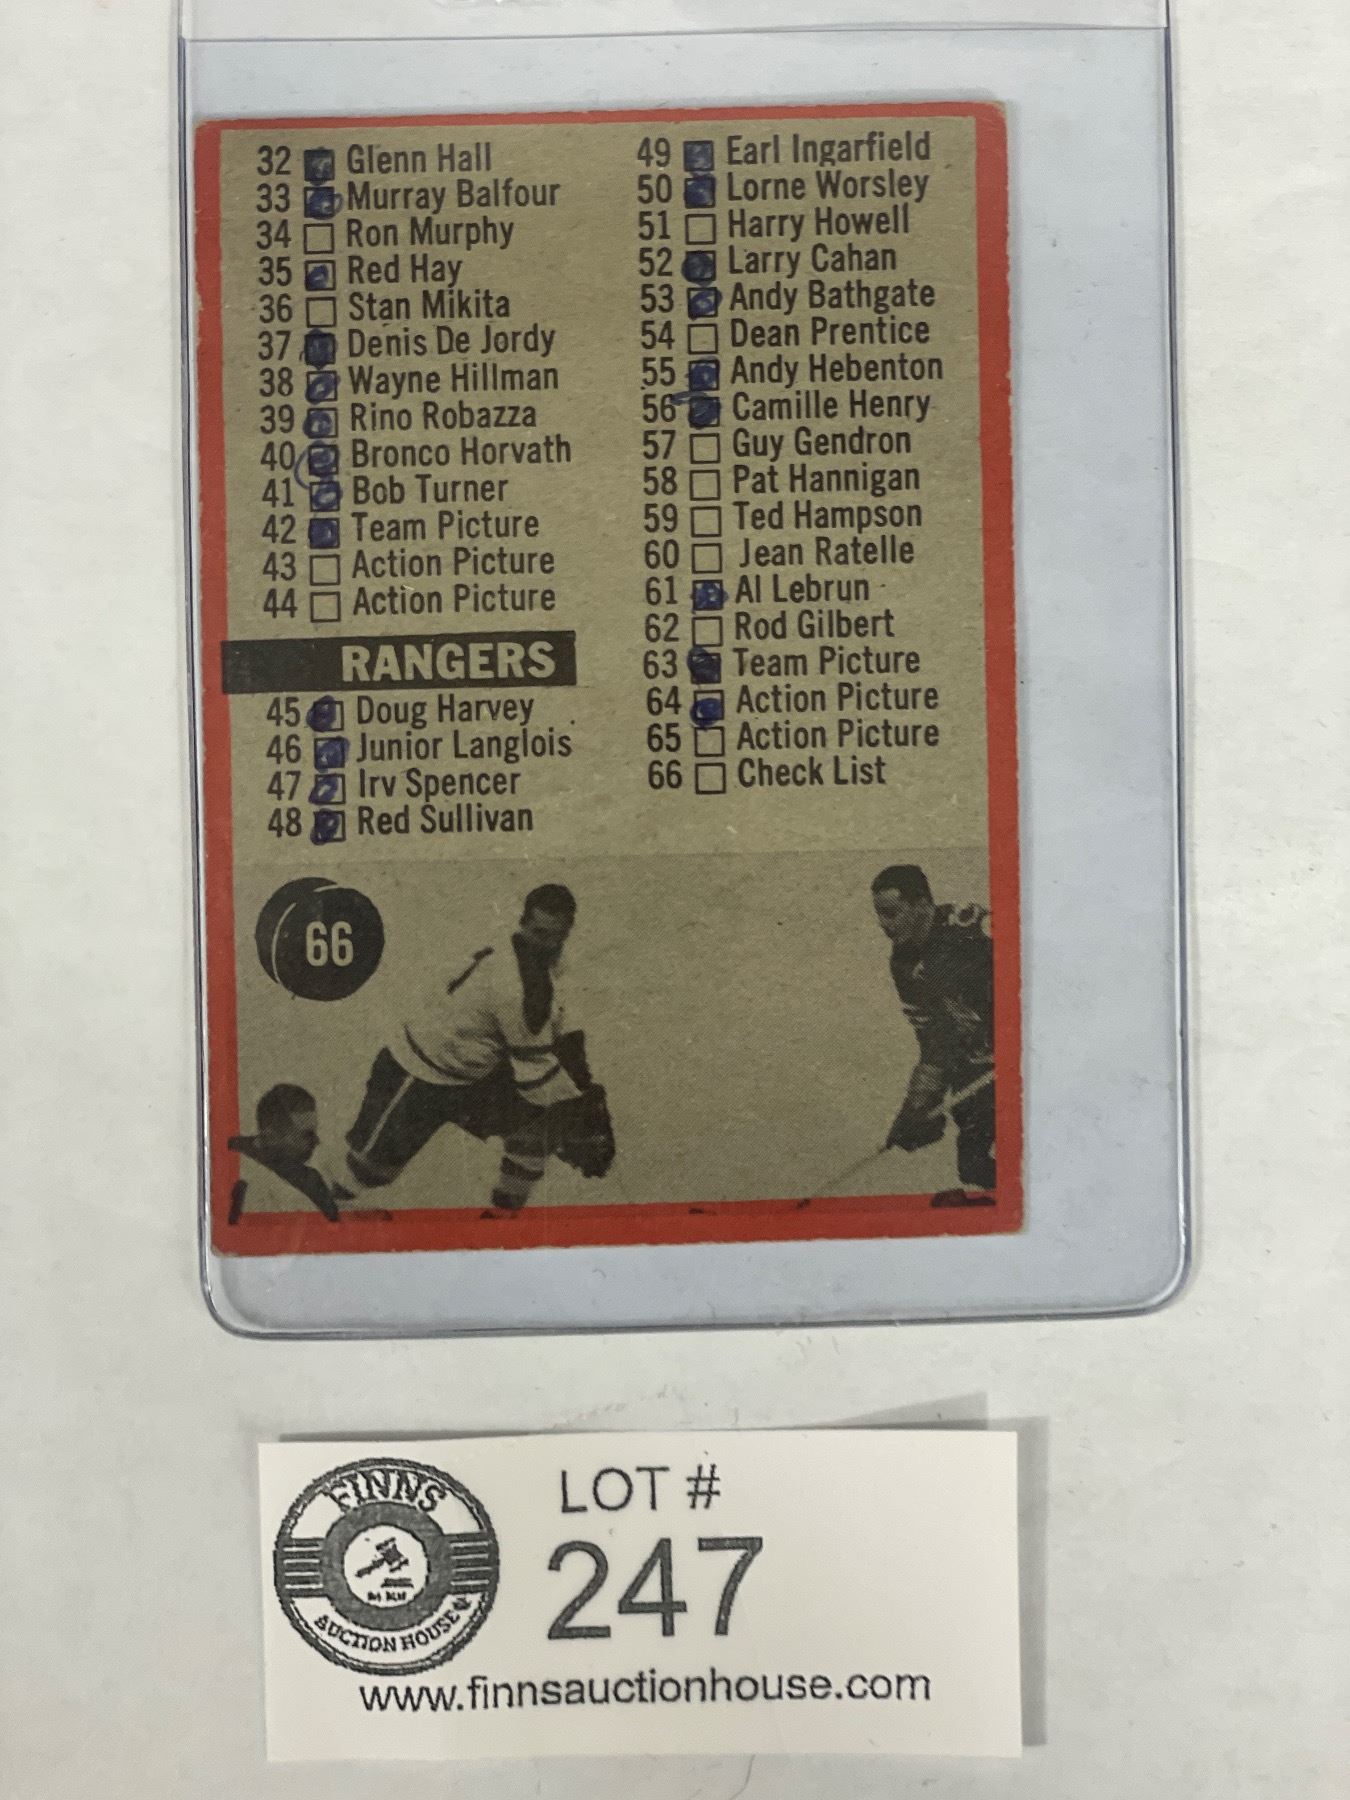 32 Glenn Hall
33 Murray Balfour
34 Ron Murphy
35 Red Hay
36 Stan Mikita
37 Denis De Jordy
38 Wayne Hillman
39 Rino Robazza
40 Bronco Horvath
41 Bob Turner
42 Team Picture
43 Action Picture
44 Action Picture
RANGERS
45 Doug Harvey
46 Junior Langlois
47 Irv Spencer
48 Red Sullivan
49 Earl Ingarfield
50 Lorne Worsley
51 Harry Howell
52 Larry Cahan
53 Andy Bathgate
54 Dean Prentice
55 Andy Hebenton
56 Camille Henry
57 Guy Gendron
58 Pat Hannigan
59 Ted Hampson
60 Jean Ratelle
61 Al Lebrun
62 Rod Gilbert
63 Team Picture
64 Action Picture
65 Action Picture
66 Check List
66
FINNS
AUCTION HOUSE
LOT #
247
www.finnsauctionhouse.com